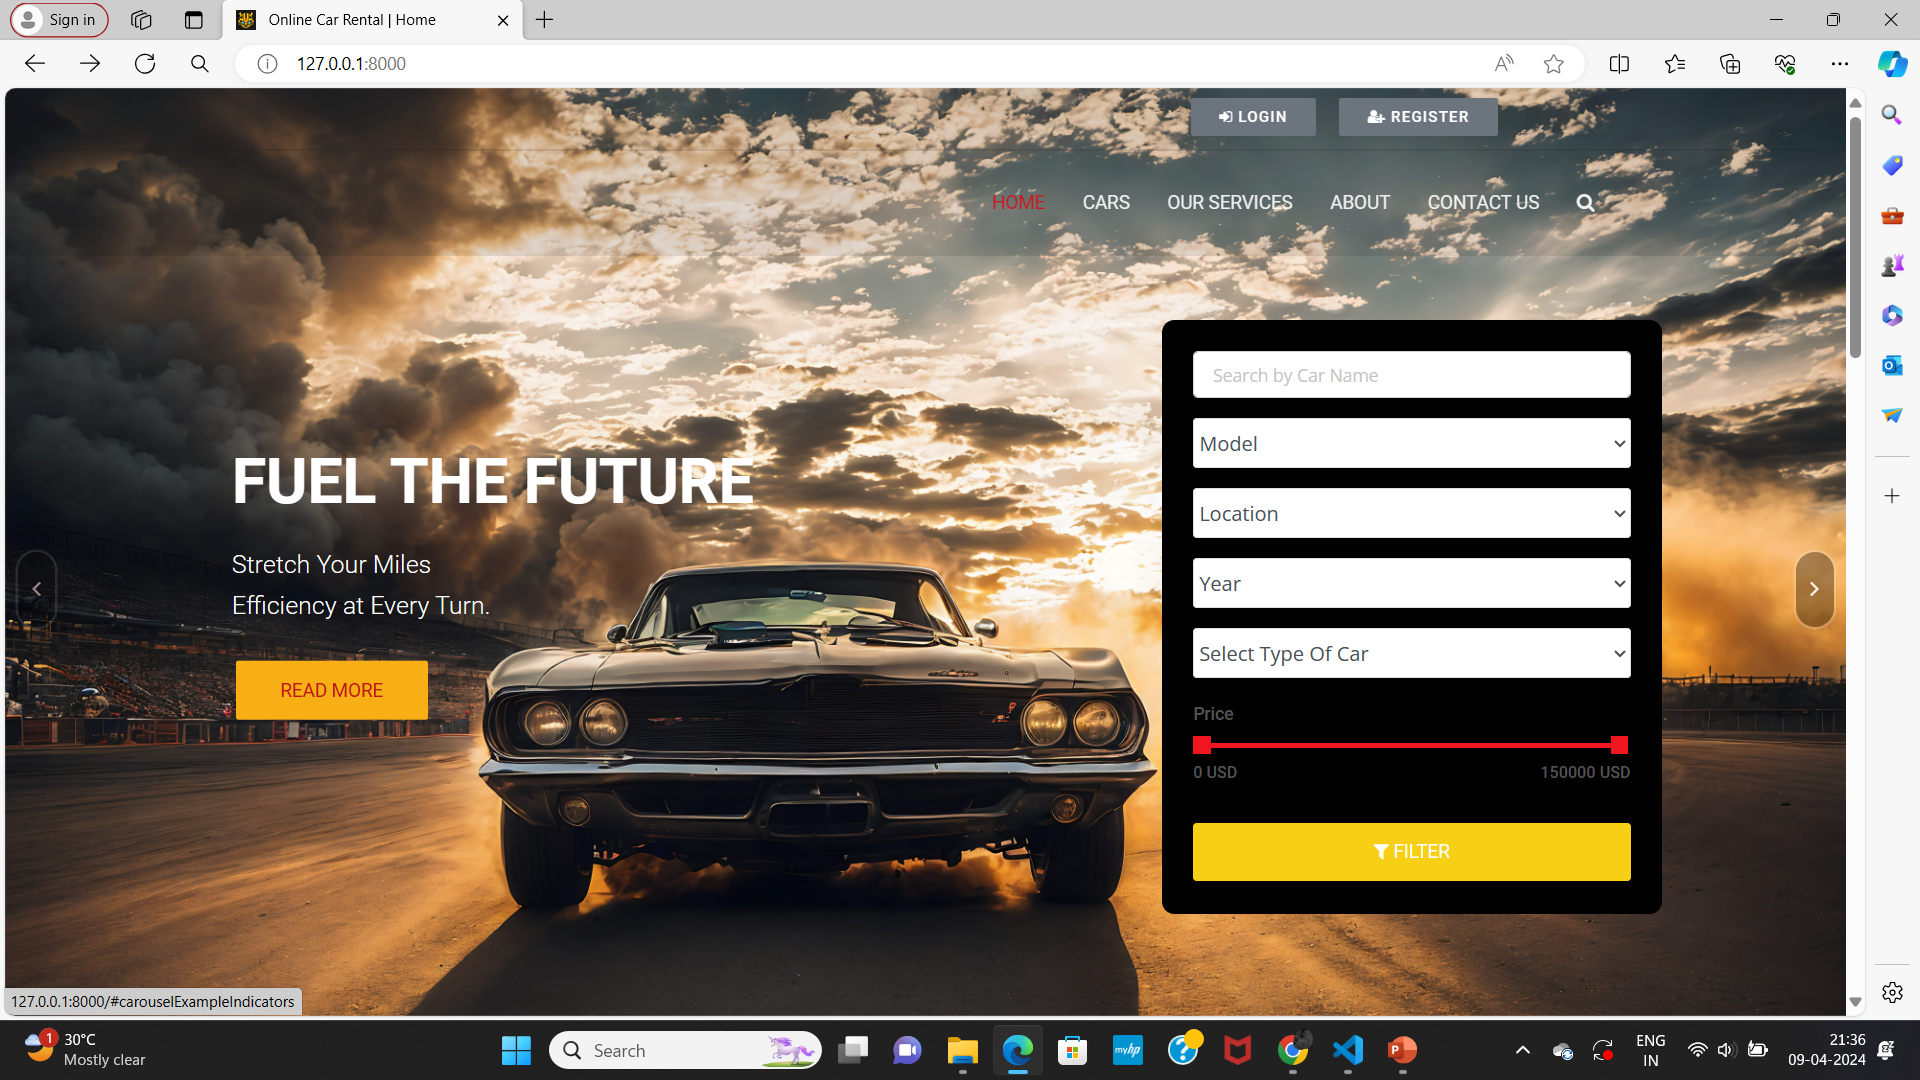 Sign in
Online Car Rental | Home
127.0.0.1:8000
LOGIN
REGISTER
HOME
CARS
OUR SERVICES
ABOUT
CONTACT US
Search by Car Name
Model
Location
Year
Select Type Of Car
Price
0 USD
150000 USD
FILTER
FUEL THE FUTURE
Stretch Your Miles
Efficiency at Every Turn.
READ MORE
127.0.0.1:8000/#carouselExampleIndicators
1
30°C
Mostly clear
Search
myhp
ENG
IN
21:36
09-04-2024